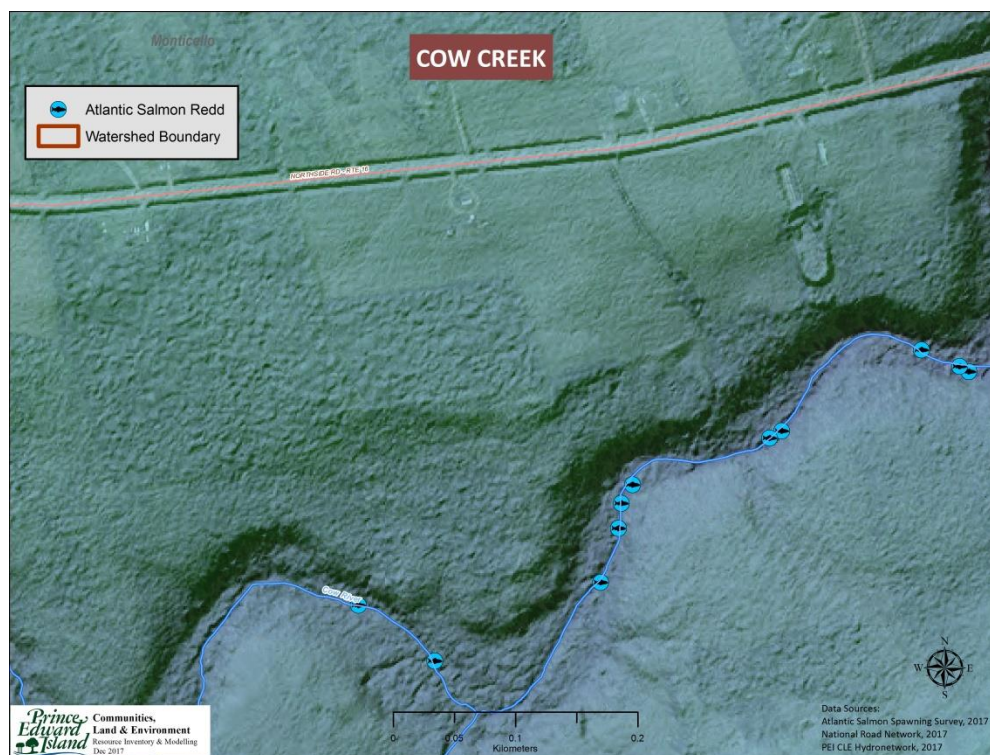 Monticello
COW CREEK
Atlantic Salmon Redd
Watershed Boundary
NORTHSIDE RD - RTE 16
Cow River
N
W
E
S
0
0.05
0.1
0.2
Kilometers
Prince
Edward
Island
Communities,
Land & Environment
Resource Inventory & Modelling
Dec 2017
Data Sources:
Atlantic Salmon Spawning Survey, 2017
National Road Network, 2017
PEI CLE Hydronetwork, 2017